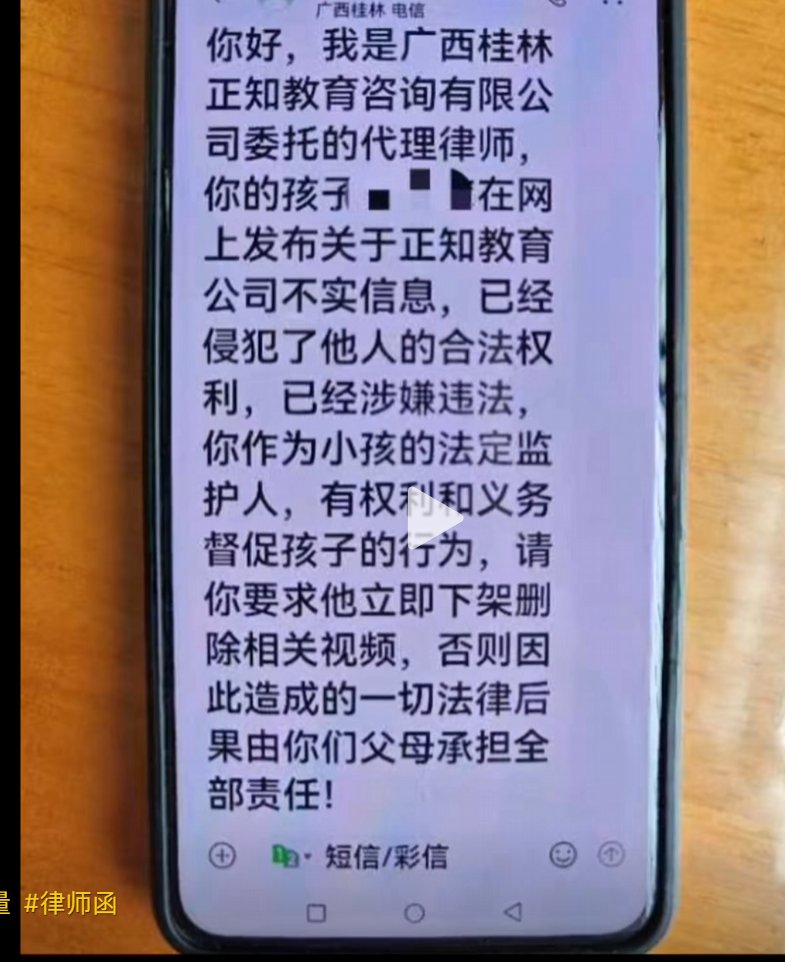 广西桂林 电信
你好，我是广西桂林
正知教育咨询有限公
司委托的代理律师，
你的孩子 在网
上发布关于正知教育
公司不实信息，已经
侵犯了他人的合法权
利，已经涉嫌违法，
你作为小孩的法定监
护人，有权利和义务
督促孩子的行为，请
你要求他立即下架删
除相关视频，否则因
此造成的一切法律后
果由你们父母承担全
部责任！
短信/彩信
量 #律师函